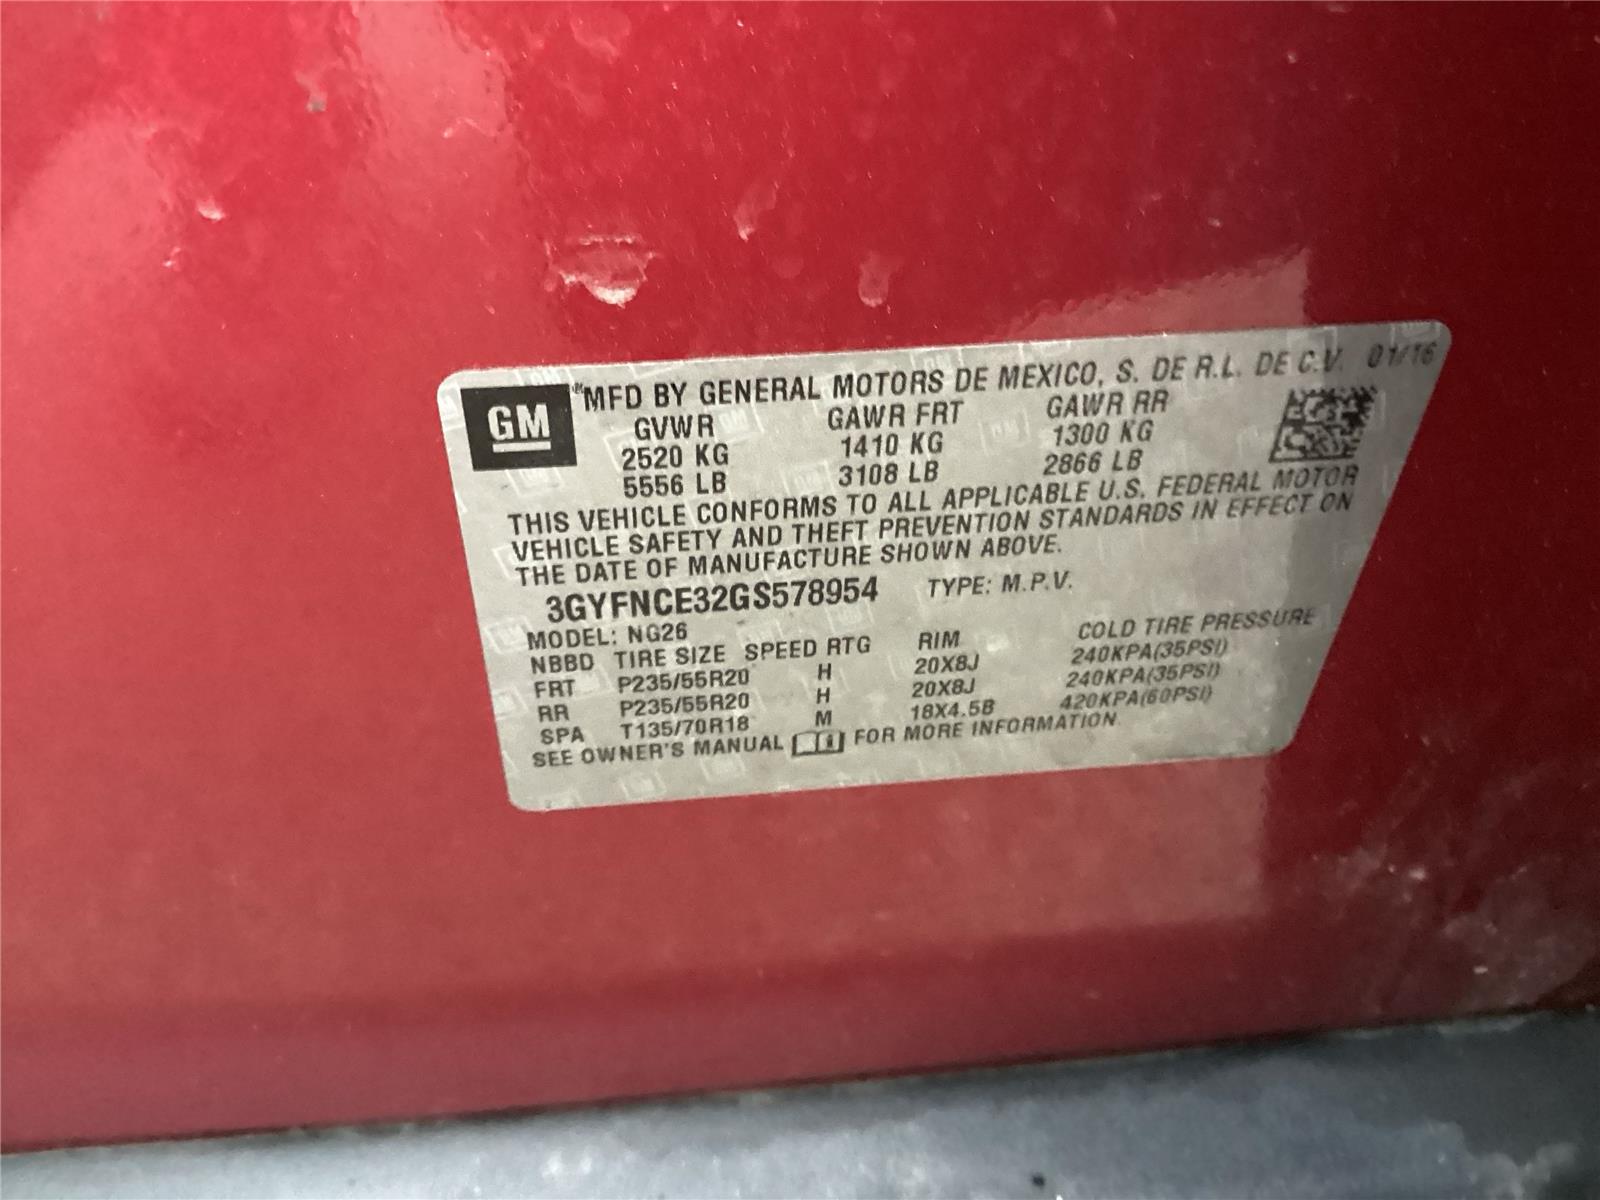 GM
MFD BY GENERAL MOTORS DE MEXICO, S. DE R.L. DE C.V. 01/16
GVWR GAWR FRT GAWR RR
2520 KG 1410 KG 1300 KG
5556 LB 3108 LB 2866 LB
THIS VEHICLE CONFORMS TO ALL APPLICABLE U.S. FEDERAL MOTOR
VEHICLE SAFETY AND THEFT PREVENTION STANDARDS IN EFFECT ON
THE DATE OF MANUFACTURE SHOWN ABOVE.
3GYFNCE32GS578954 TYPE: M.P.V.
MODEL: NG26
NBBD TIRE SIZE SPEED RTG RIM COLD TIRE PRESSURE
FRT P235/55R20 H 20X8J 240KPA(35PSI)
RR P235/55R20 H 20X8J 240KPA(35PSI)
SPA T135/70R18 M 18X4.5B 420KPA(60PSI)
SEE OWNER'S MANUAL FOR MORE INFORMATION